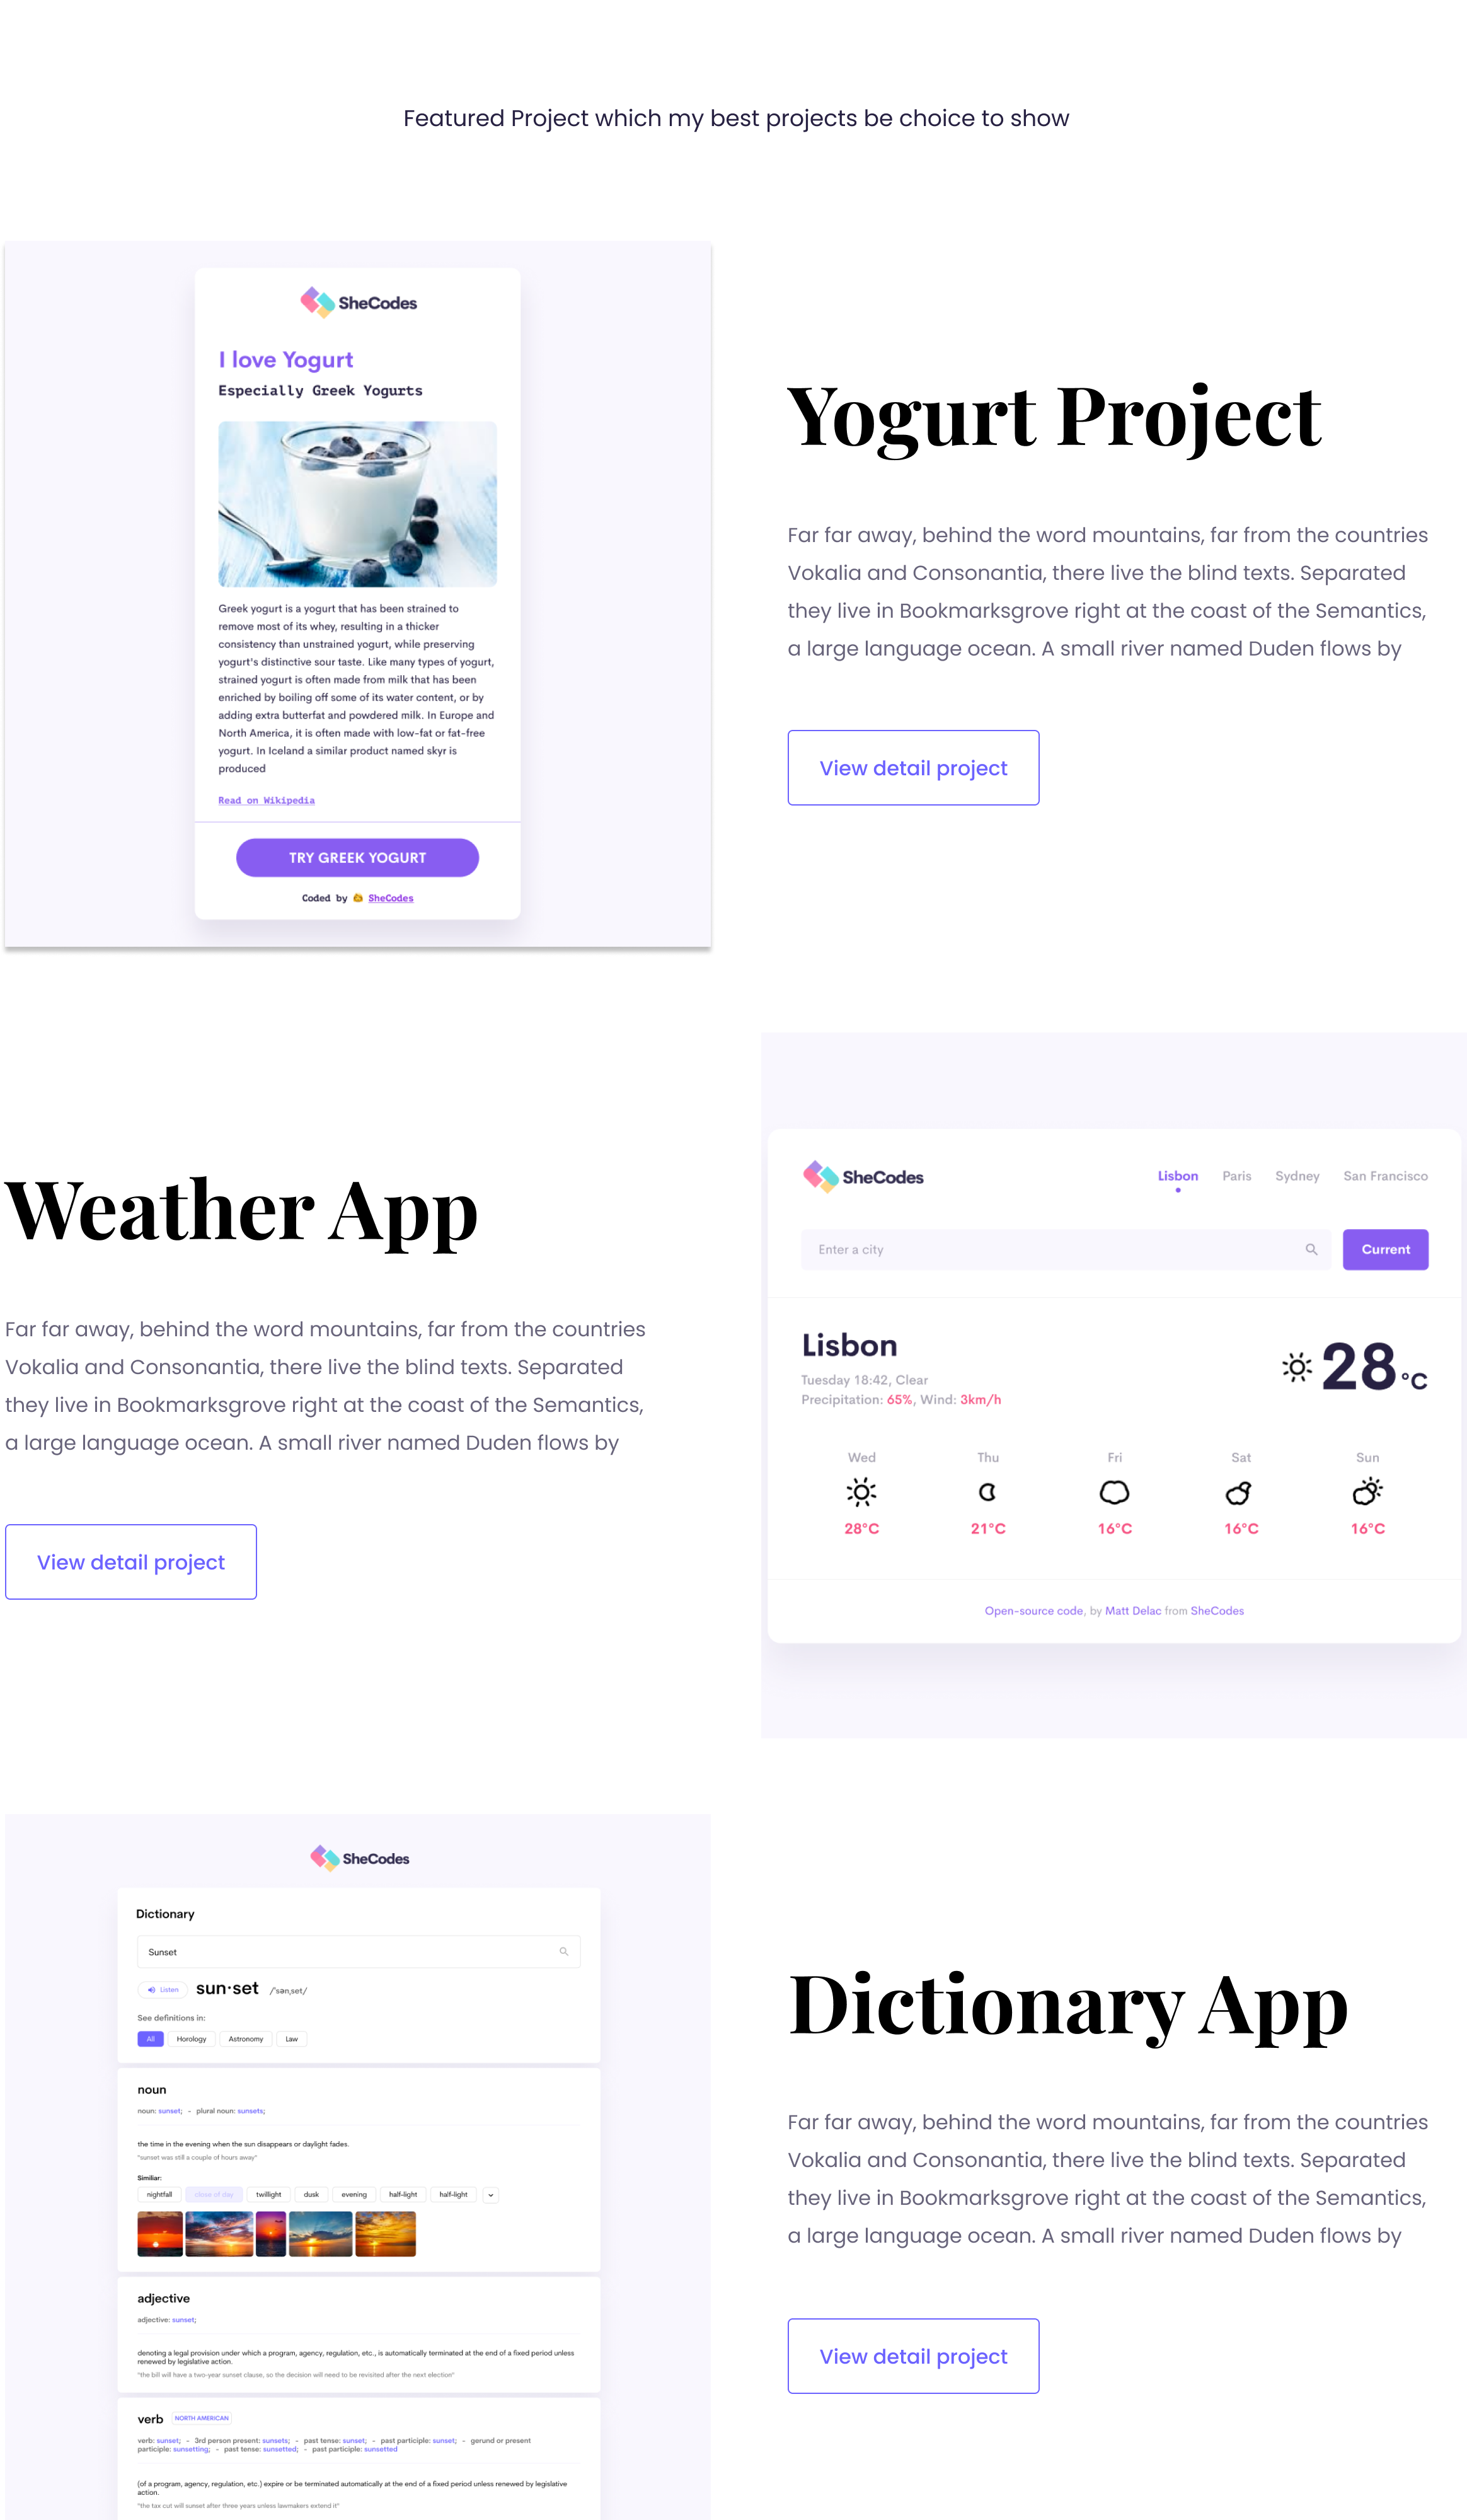 Featured Project which my best projects be choice to show
SheCodes
I love Yogurt
Especially Greek Yogurts
Greek yogurt is a yogurt that has been strained to
remove most of its whey, resulting in a thicker
consistency than unstrained yogurt, while preserving
yogurt's distinctive sour taste. Like many types of yogurt,
strained yogurt is often made from milk that has been
enriched by boiling off some of its water content, or by
adding extra butterfat and powdered milk. In Europe and
North America, it is often made with low-fat or fat-free
yogurt. In Iceland a similar product named skyr is
produced
Read on Wikipedia
TRY GREEK YOGURT
Coded by SheCodes
Yogurt Project
Far far away, behind the word mountains, far from the countries
Vokalia and Consonantia, there live the blind texts. Separated
they live in Bookmarksgrove right at the coast of the Semantics,
a large language ocean. A small river named Duden flows by
View detail project
Weather App
Far far away, behind the word mountains, far from the countries
Vokalia and Consonantia, there live the blind texts. Separated
they live in Bookmarksgrove right at the coast of the Semantics,
a large language ocean. A small river named Duden flows by
View detail project
SheCodes
Lisbon Paris Sydney San Francisco
Enter a city
Current
Lisbon
Tuesday 18:42, Clear
Precipitation: 65%, Wind: 3km/h
28 °C
Wed Thu Fri Sat Sun
28°C 21°C 16°C 16°C 16°C
Open-source code, by Matt Delac from SheCodes
SheCodes
Dictionary
Sunset
Listen sun·set /ˈsənˌset/
See definitions in:
All Horology Astronomy Law
noun
noun: sunset; - plural noun: sunsets;
the time in the evening when the sun disappears or daylight fades.
"sunset was still a couple of hours away"
Similiar:
nightfall close of day twillight dusk evening half-light half-light
adjective
adjective: sunset;
denoting a legal provision under which a program, agency, regulation, etc., is automatically terminated at the end of a fixed period unless
renewed by legislative action.
"the bill will have a two-year sunset clause, so the decision will need to be revisited after the next election"
verb NORTH AMERICAN
verb: sunset; - 3rd person present: sunsets; - past tense: sunset; - past participle: sunset; - gerund or present
participle: sunsetting; - past tense: sunsetted; - past participle: sunsetted
(of a program, agency, regulation, etc.) expire or be terminated automatically at the end of a fixed period unless renewed by legislative
action.
"the tax cut will sunset after three years unless lawmakers extend it"
Dictionary App
Far far away, behind the word mountains, far from the countries
Vokalia and Consonantia, there live the blind texts. Separated
they live in Bookmarksgrove right at the coast of the Semantics,
a large language ocean. A small river named Duden flows by
View detail project